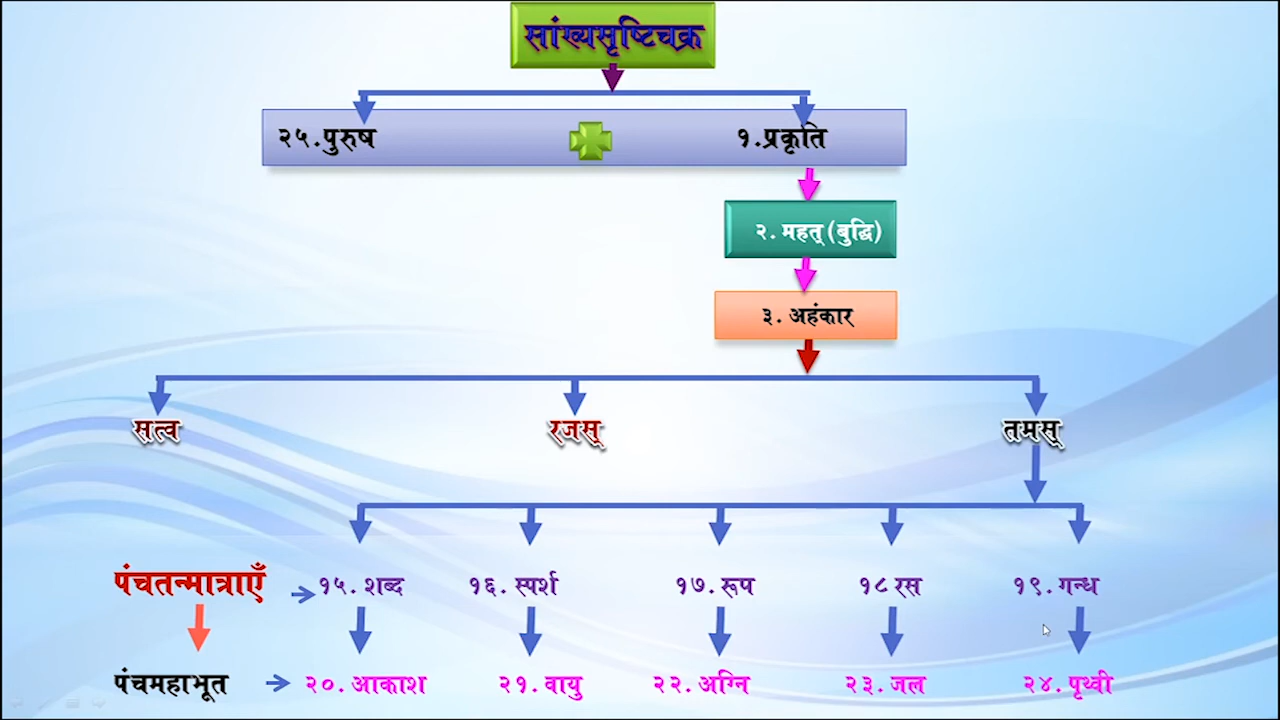 सांख्यसृष्टिचक्र
२५.पुरुष १.प्रकृति
२. महत् (बुद्धि)
३. अहंकार
सत्व रजस् तमस्
पंचतन्मात्राएँ १५. शब्द १६. स्पर्श १७. रूप १८ रस १९. गन्ध
पंचमहाभूत २०. आकाश २१. वायु २२. अग्नि २३. जल २४. पृथ्वी